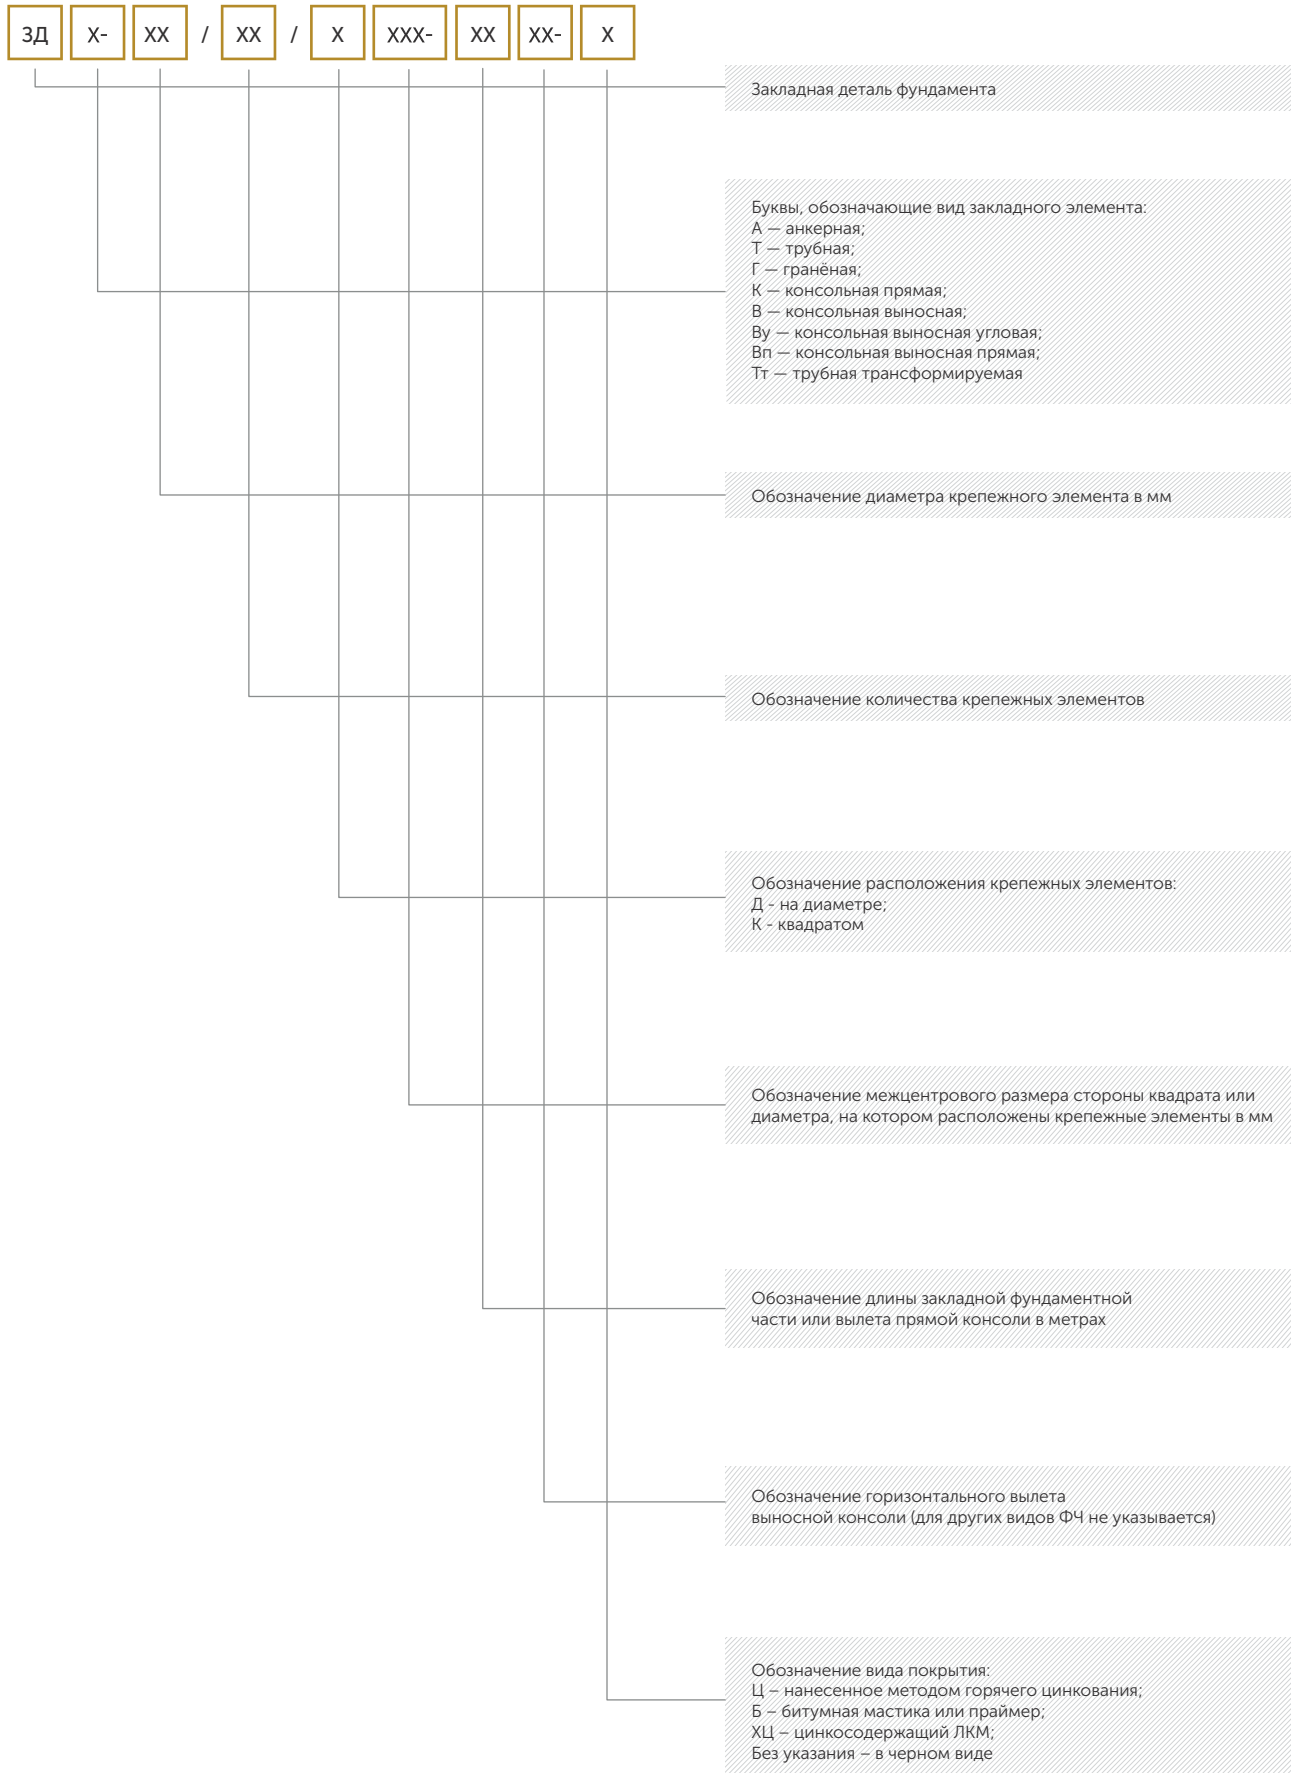 ЗД Х- ХХ / ХХ / Х ХХХ- ХХ ХХ- Х
Закладная деталь фундамента
Буквы, обозначающие вид закладного элемента:
А — анкерная;
Т — трубная;
Г — гранёная;
К — консольная прямая;
В — консольная выносная;
Ву — консольная выносная угловая;
Вп — консольная выносная прямая;
Тт — трубная трансформируемая
Обозначение диаметра крепежного элемента в мм
Обозначение количества крепежных элементов
Обозначение расположения крепежных элементов:
Д - на диаметре;
К - квадратом
Обозначение межцентрового размера стороны квадрата или
диаметра, на котором расположены крепежные элементы в мм
Обозначение длины закладной фундаментной
части или вылета прямой консоли в метрах
Обозначение горизонтального вылета
выносной консоли (для других видов ФЧ не указывается)
Обозначение вида покрытия:
Ц – нанесенное методом горячего цинкования;
Б – битумная мастика или праймер;
ХЦ – цинкосодержащий ЛКМ;
Без указания – в черном виде